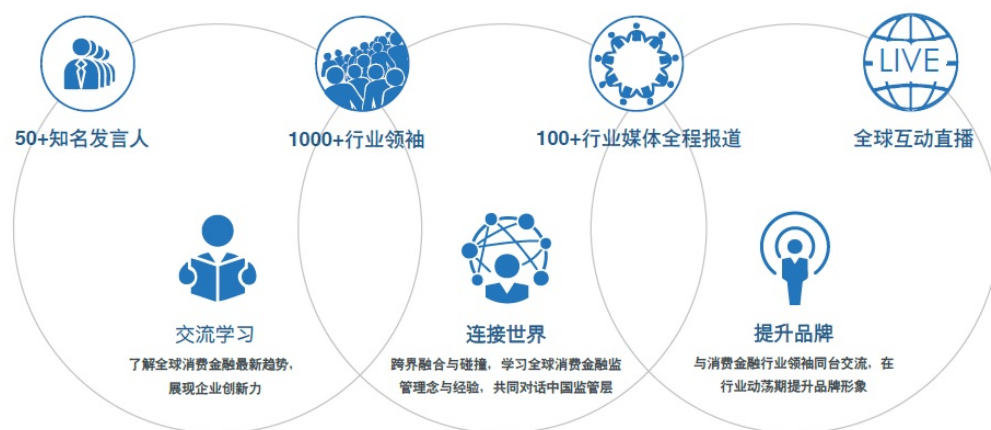 LIVE
50+知名发言人
1000+行业领袖
100+行业媒体全程报道
全球互动直播
交流学习
了解全球消费金融最新趋势,
展现企业创新力
连接世界
跨界融合与碰撞, 学习全球消费金融监
管理念与经验, 共同对话中国监管层
提升品牌
与消费金融行业领袖同台交流, 在
行业动荡期提升品牌形象